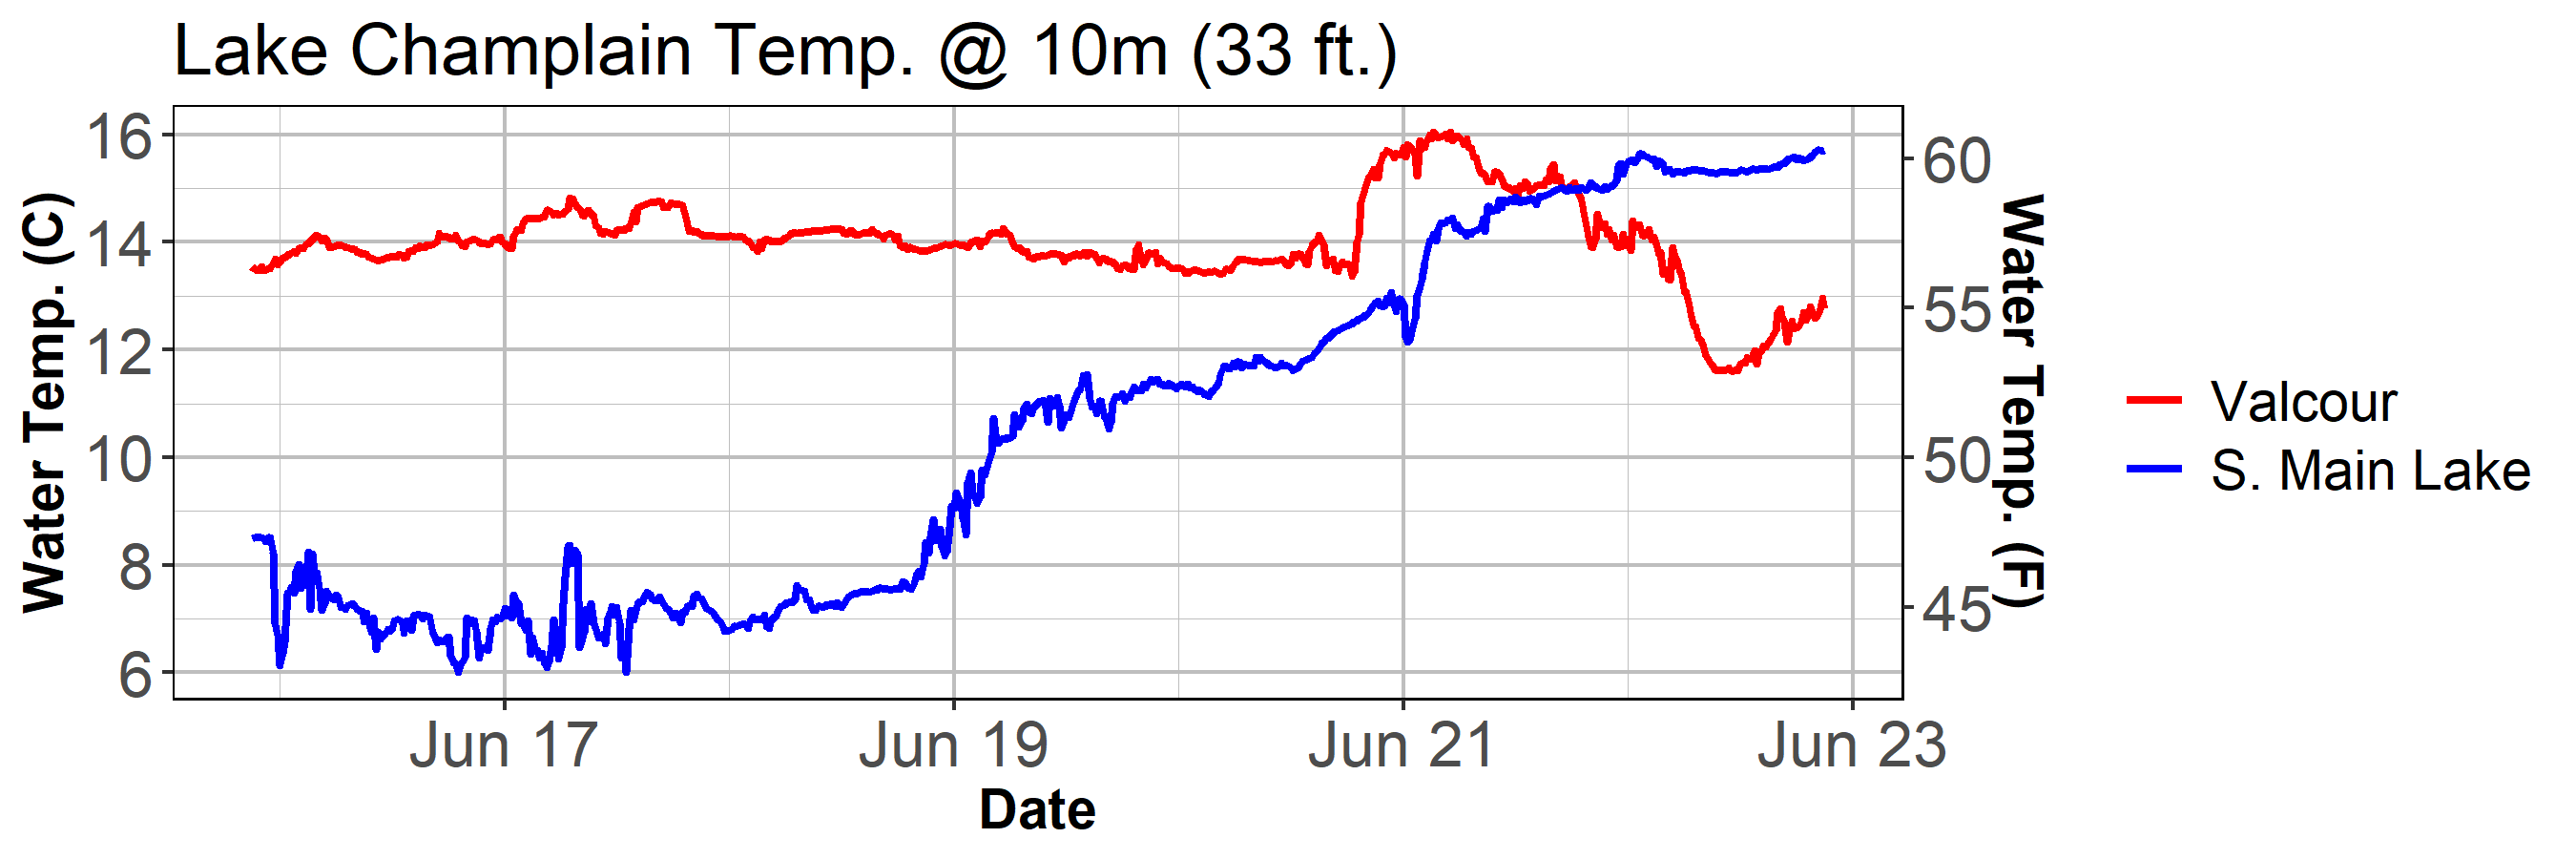 Lake Champlain Temp. @ 10m (33 ft.)
Water Temp. (C)
16
14
12
10
8
6
60
55
50
45
Water Temp. (F)
Jun 17
Jun 19
Jun 21
Jun 23
Date
Valcour
S. Main Lake